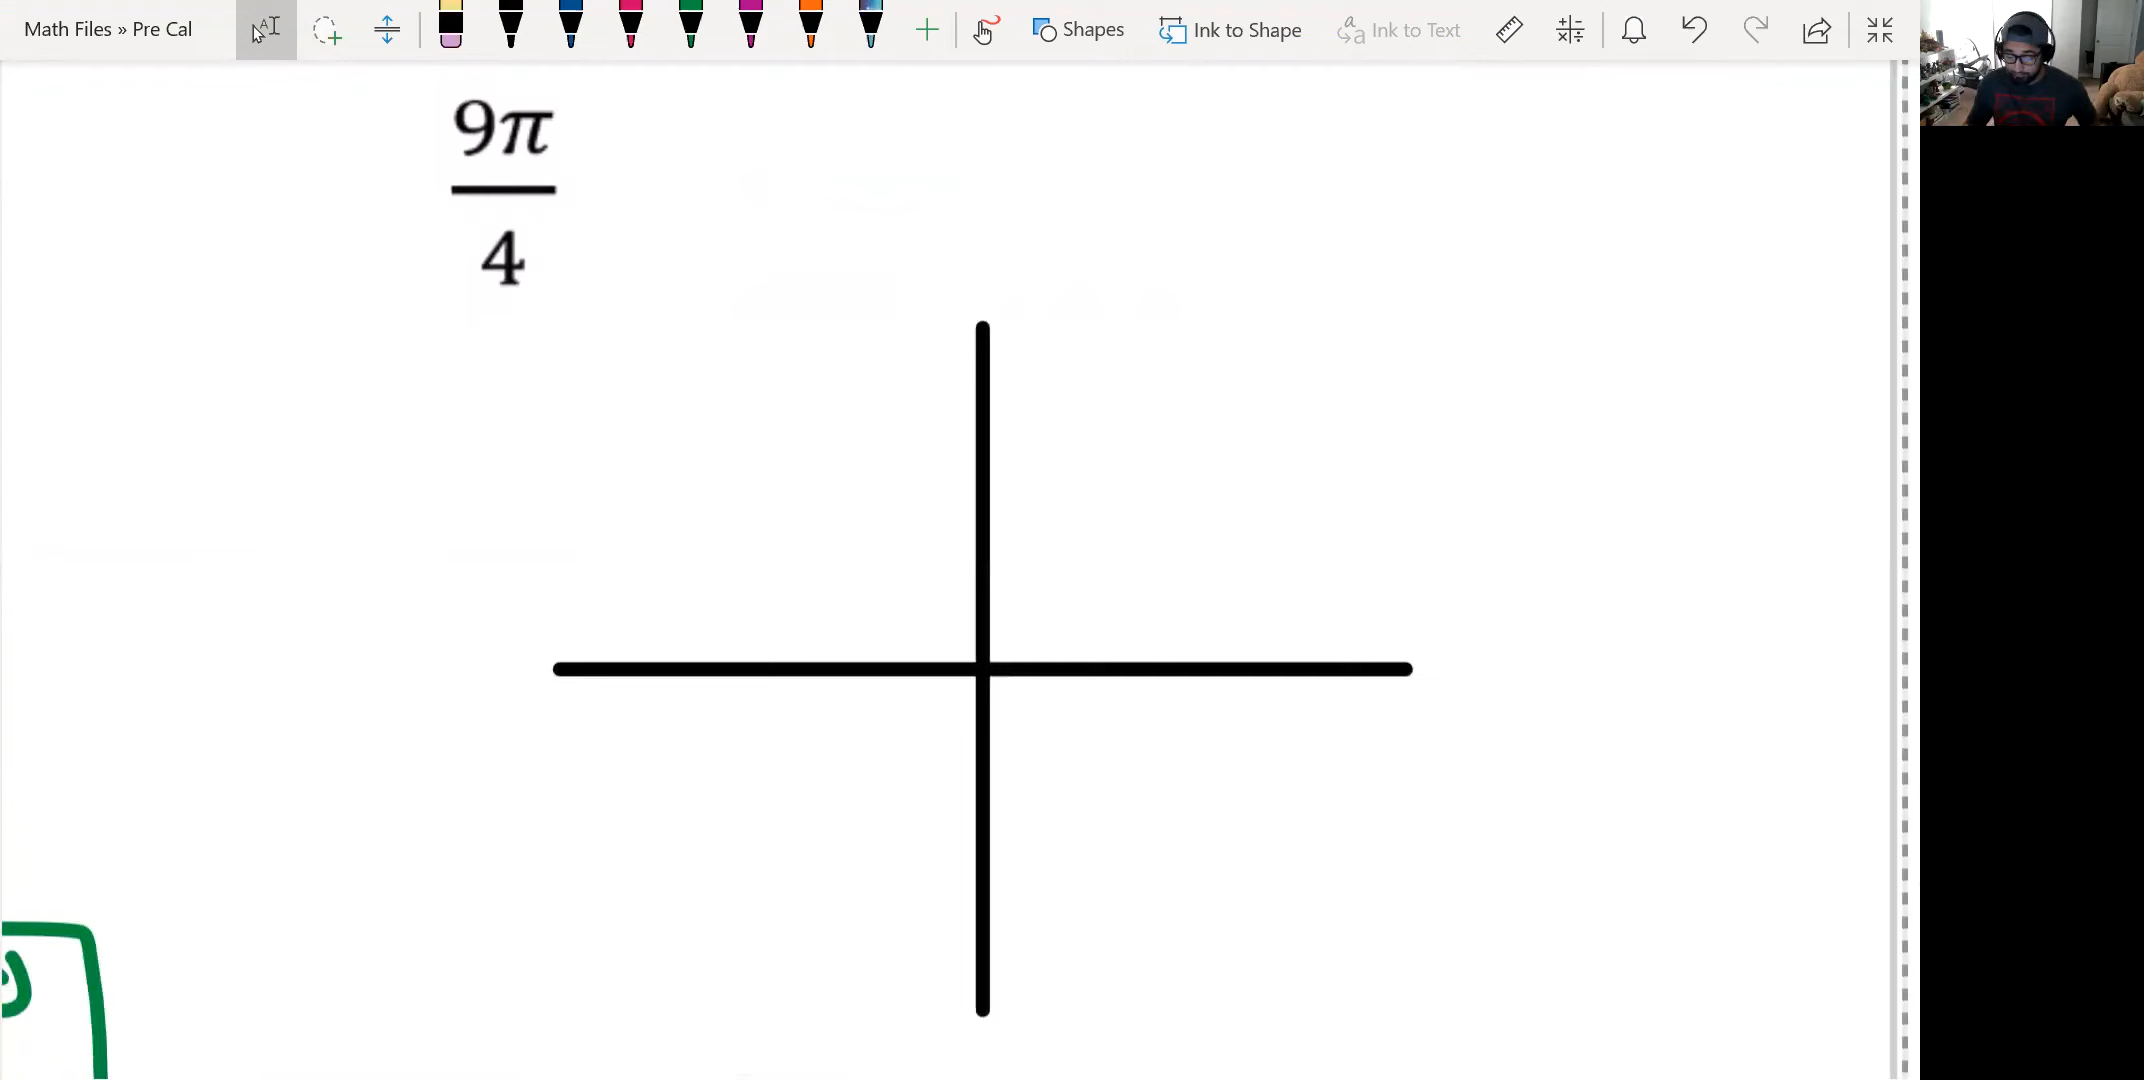 Math Files » Pre Cal
Shapes
Ink to Shape
Ink to Text
9π
4